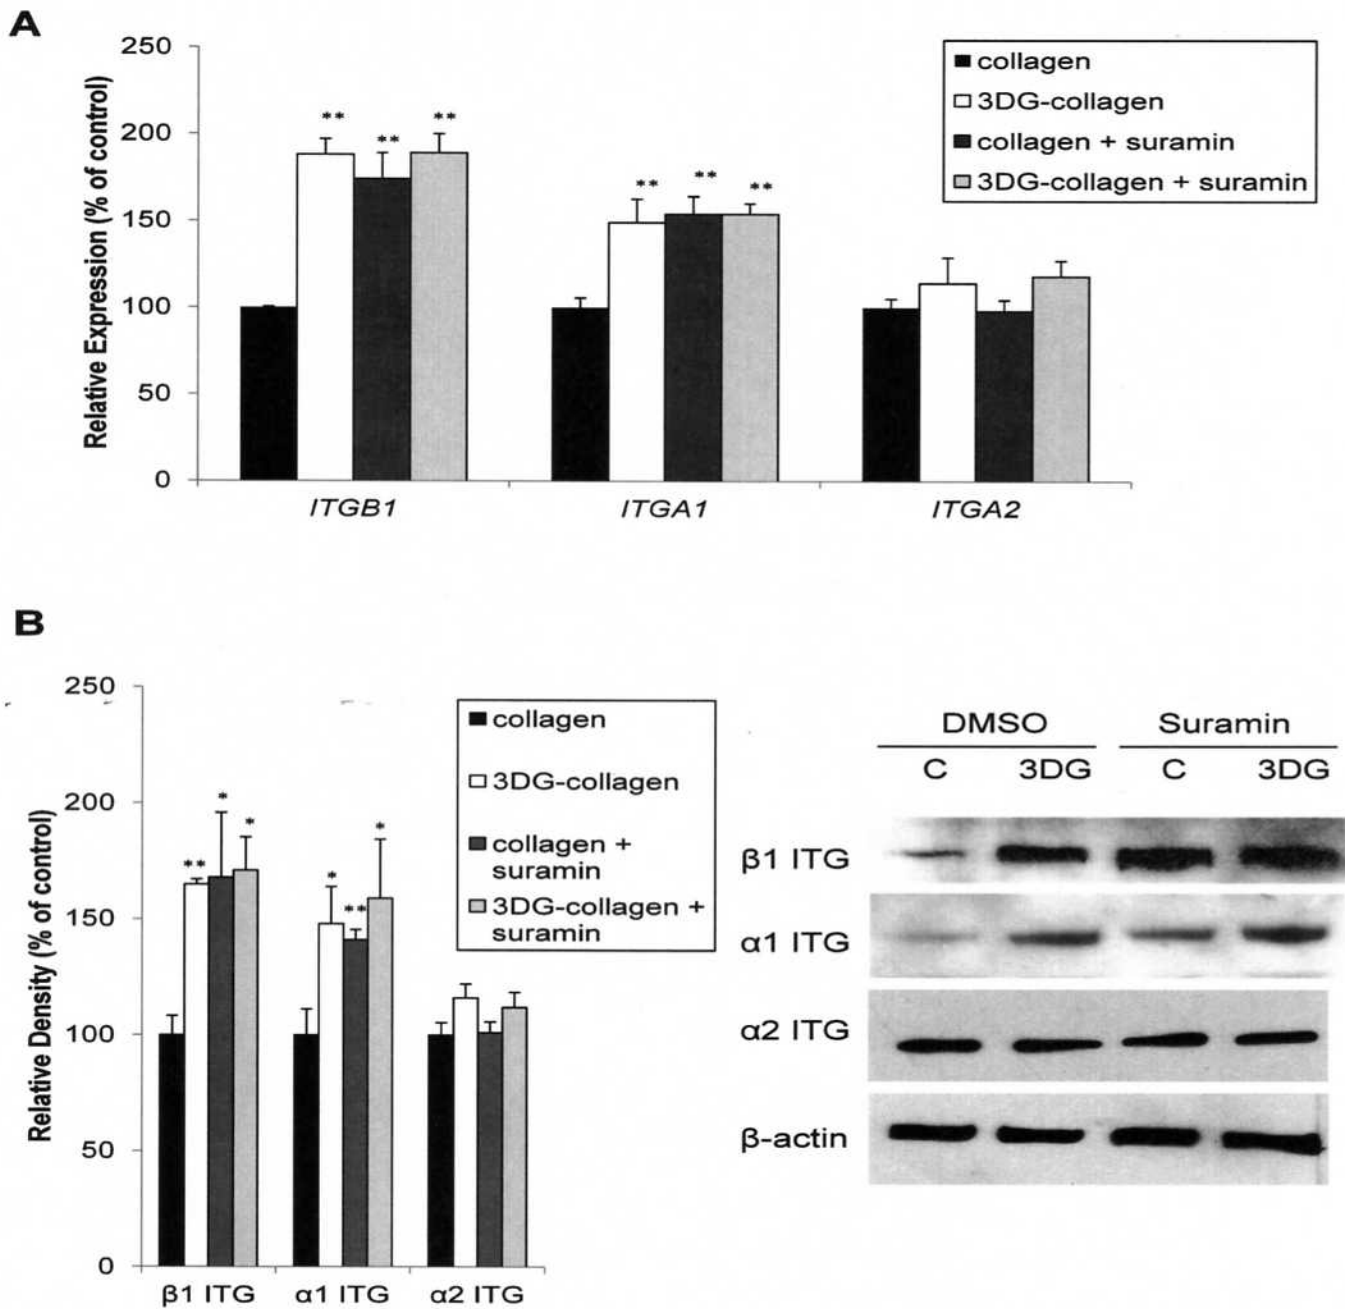 A
250
200
150
100
50
0
Relative Expression (% of control)
**
**
**
**
**
**
ITGB1
ITGA1
ITGA2
collagen
3DG-collagen
collagen + suramin
3DG-collagen + suramin
B
250
200
150
100
50
0
Relative Density (% of control)
**
*
*
*
**
*
β1 ITG
α1 ITG
α2 ITG
collagen
3DG-collagen
collagen +
suramin
3DG-collagen +
suramin
DMSO Suramin
C 3DG C 3DG
β1 ITG
α1 ITG
α2 ITG
β-actin